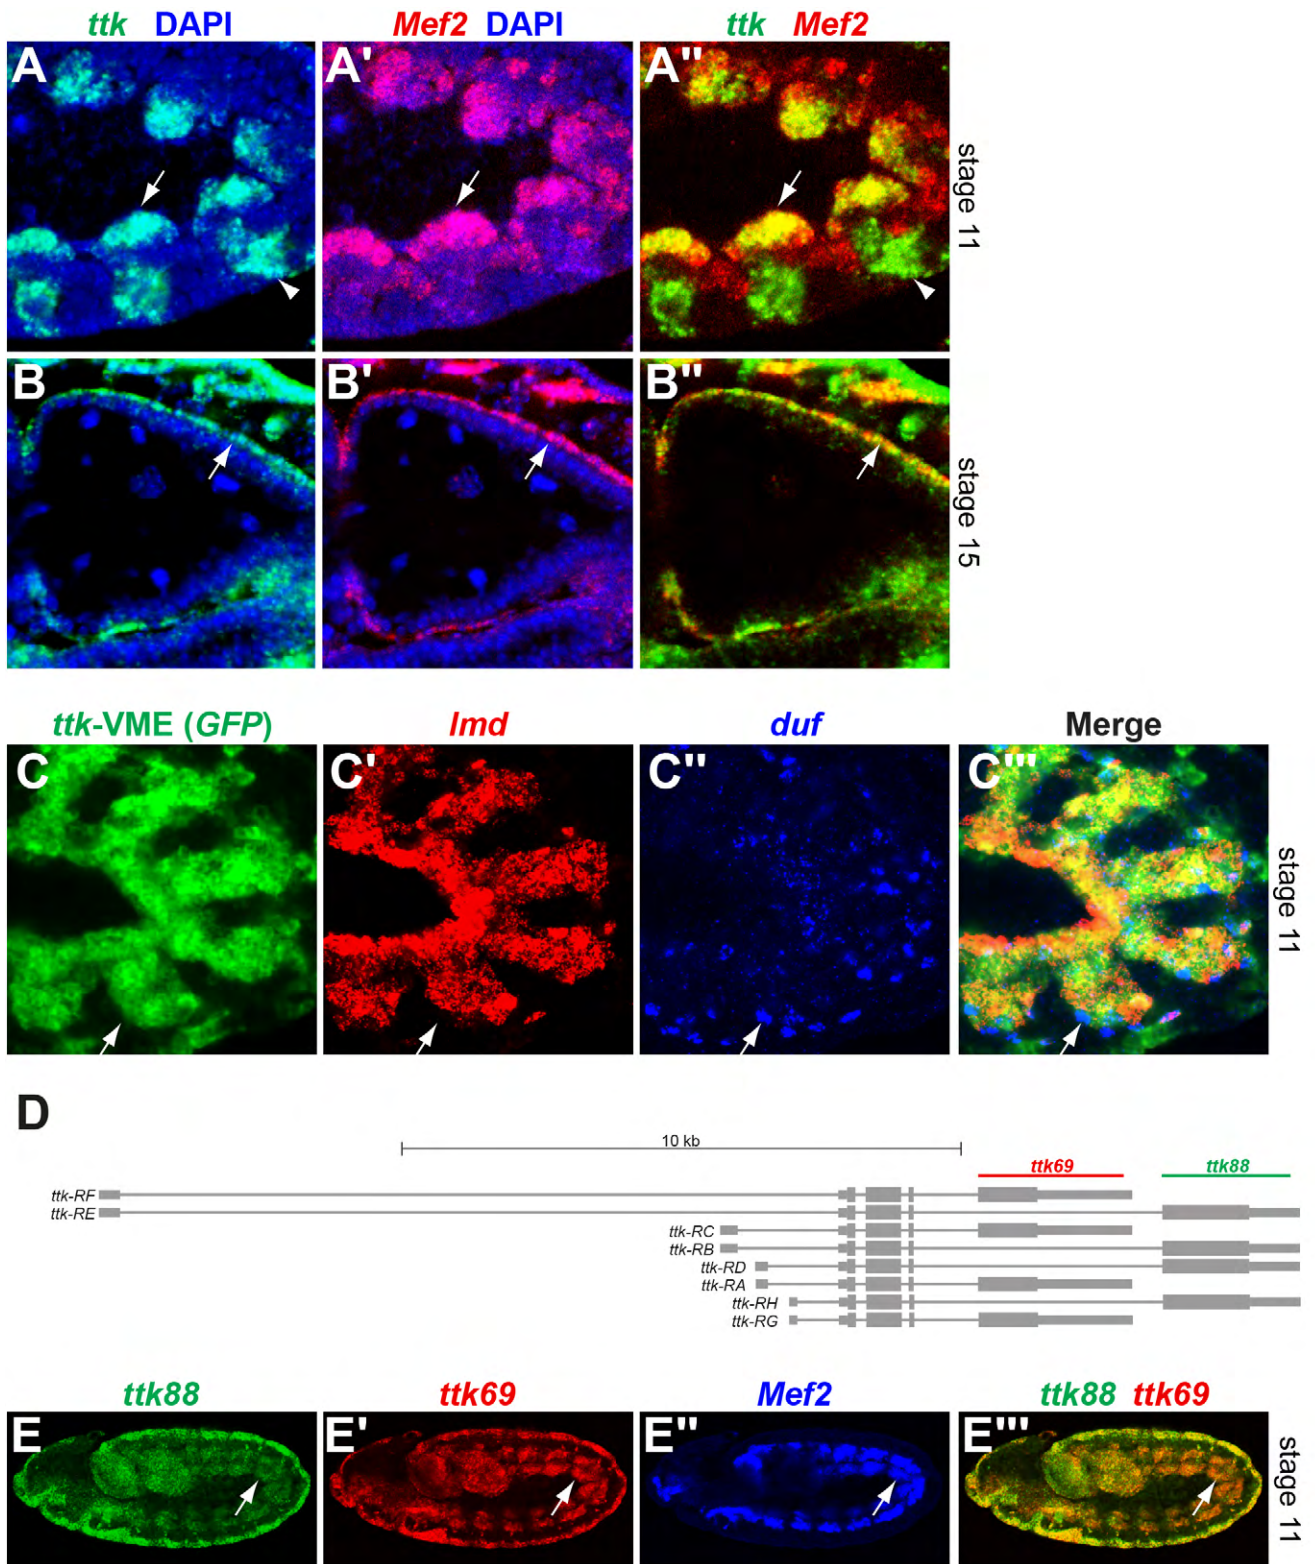 ttk DAPI Mef2 DAPI ttk Mef2
A A' A''
stage 11
B B' B''
stage 15
ttk-VME (GFP) lmd duf Merge
C C' C'' C'''
stage 11
D
10 kb
ttk69 ttk88
ttk-RF
ttk-RE
ttk-RC
ttk-RB
ttk-RD
ttk-RA
ttk-RH
ttk-RG
ttk88 ttk69 Mef2 ttk88 ttk69
E E' E'' E'''
stage 11